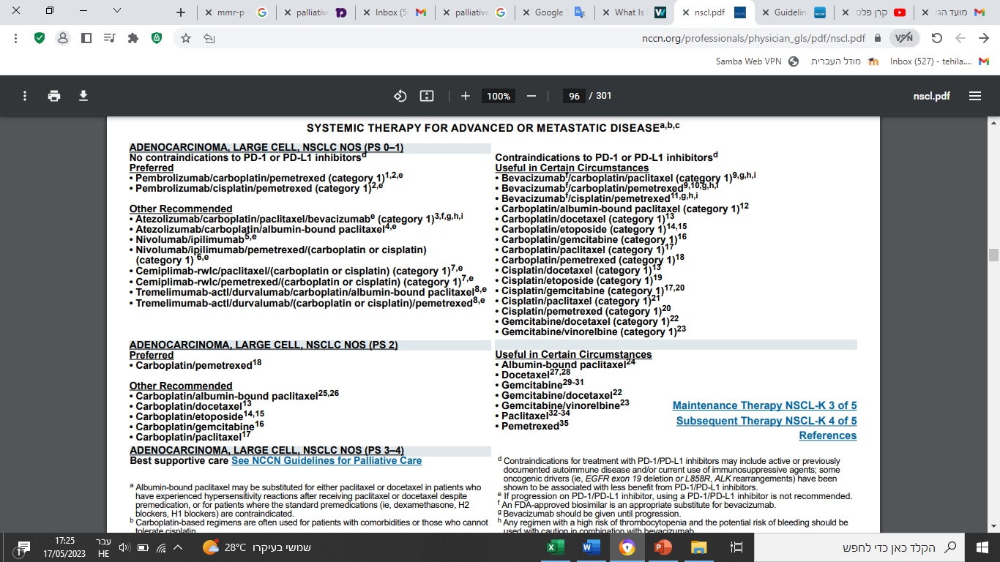 mmr-p
palliative
Inbox (5
palliative
Google T
What Is
nscl.pdf
Guidelin
קרן פלס
מועד הג
nccn.org/professionals/physician_gls/pdf/nscl.pdf
VPN
Samba Web VPN
מודל העברית
Inbox (527) - tehila....
100%
96 / 301
nscl.pdf
SYSTEMIC THERAPY FOR ADVANCED OR METASTATIC DISEASEa,b,c
ADENOCARCINOMA, LARGE CELL, NSCLC NOS (PS 0–1)
No contraindications to PD-1 or PD-L1 inhibitorsd
Preferred
• Pembrolizumab/carboplatin/pemetrexed (category 1)1,2,e
• Pembrolizumab/cisplatin/pemetrexed (category 1)2,e
Other Recommended
• Atezolizumab/carboplatin/paclitaxel/bevacizumabe (category 1)3,f,g,h,i
• Atezolizumab/carboplatin/albumin-bound paclitaxel4,e
• Nivolumab/ipilimumab5,e
• Nivolumab/ipilimumab/pemetrexed/(carboplatin or cisplatin)
(category 1) 6,e
• Cemiplimab-rwlc/paclitaxel/(carboplatin or cisplatin) (category 1)7,e
• Cemiplimab-rwlc/pemetrexed/(carboplatin or cisplatin) (category 1)7,e
• Tremelimumab-actl/durvalumab/carboplatin/albumin-bound paclitaxel8,e
• Tremelimumab-actl/durvalumab/(carboplatin or cisplatin)/pemetrexed8,e
Contraindications to PD-1 or PD-L1 inhibitorsd
Useful in Certain Circumstances
• Bevacizumabf/carboplatin/paclitaxel (category 1)9,g,h,i
• Bevacizumabf/carboplatin/pemetrexed9,10,g,h,i
• Bevacizumabf/cisplatin/pemetrexed11,g,h,i
• Carboplatin/albumin-bound paclitaxel (category 1)12
• Carboplatin/docetaxel (category 1)13
• Carboplatin/etoposide (category 1)14,15
• Carboplatin/gemcitabine (category 1)16
• Carboplatin/paclitaxel (category 1)17
• Carboplatin/pemetrexed (category 1)18
• Cisplatin/docetaxel (category 1)13
• Cisplatin/etoposide (category 1)19
• Cisplatin/gemcitabine (category 1)17,20
• Cisplatin/paclitaxel (category 1)21
• Cisplatin/pemetrexed (category 1)20
• Gemcitabine/docetaxel (category 1)22
• Gemcitabine/vinorelbine (category 1)23
ADENOCARCINOMA, LARGE CELL, NSCLC NOS (PS 2)
Preferred
• Carboplatin/pemetrexed18
Other Recommended
• Carboplatin/albumin-bound paclitaxel25,26
• Carboplatin/docetaxel13
• Carboplatin/etoposide14,15
• Carboplatin/gemcitabine16
• Carboplatin/paclitaxel17
Useful in Certain Circumstances
• Albumin-bound paclitaxel24
• Docetaxel27,28
• Gemcitabine29-31
• Gemcitabine/docetaxel22
• Gemcitabine/vinorelbine23
• Paclitaxel32-34
• Pemetrexed35
Maintenance Therapy NSCL-K 3 of 5
Subsequent Therapy NSCL-K 4 of 5
References
ADENOCARCINOMA, LARGE CELL, NSCLC NOS (PS 3–4)
Best supportive care See NCCN Guidelines for Palliative Care
a Albumin-bound paclitaxel may be substituted for either paclitaxel or docetaxel in patients who
have experienced hypersensitivity reactions after receiving paclitaxel or docetaxel despite
premedication, or for patients where the standard premedications (ie, dexamethasone, H2
blockers, H1 blockers) are contraindicated.
b Carboplatin-based regimens are often used for patients with comorbidities or those who cannot
tolerate cisplatin.
d Contraindications for treatment with PD-1/PD-L1 inhibitors may include active or previously
documented autoimmune disease and/or current use of immunosuppressive agents; some
oncogenic drivers (ie, EGFR exon 19 deletion or L858R, ALK rearrangements) have been
shown to be associated with less benefit from PD-1/PD-L1 inhibitors.
e If progression on PD-1/PD-L1 inhibitor, using a PD-1/PD-L1 inhibitor is not recommended.
f An FDA-approved biosimilar is an appropriate substitute for bevacizumab.
g Bevacizumab should be given until progression.
h Any regimen with a high risk of thrombocytopenia and the potential risk of bleeding should be
used with caution in combination with bevacizumab.
1
17:25
17/05/2023
עבר
HE
28°C שמשי בעיקרו
הקלד כאן כדי לחפש